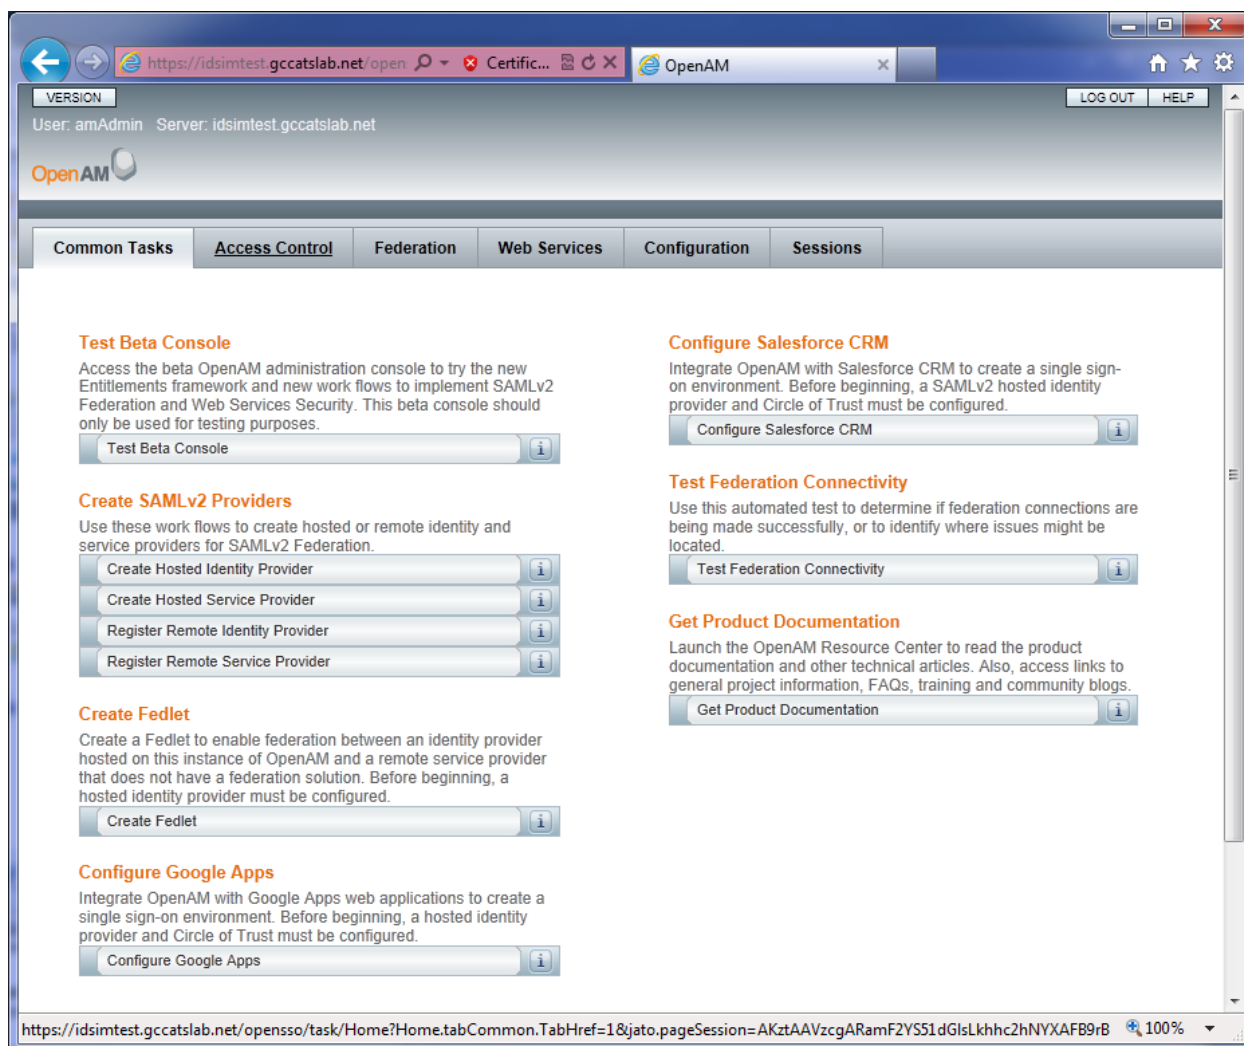 https://idsimtest.gccatslab.net/open
Certific...
OpenAM
VERSION
LOG OUT
HELP
User: amAdmin Server: idsimtest.gccatslab.net
OpenAM
Common Tasks
Access Control
Federation
Web Services
Configuration
Sessions
Test Beta Console
Access the beta OpenAM administration console to try the new
Entitlements framework and new work flows to implement SAMLv2
Federation and Web Services Security. This beta console should
only be used for testing purposes.
Test Beta Console
Create SAMLv2 Providers
Use these work flows to create hosted or remote identity and
service providers for SAMLv2 Federation.
Create Hosted Identity Provider
Create Hosted Service Provider
Register Remote Identity Provider
Register Remote Service Provider
Create Fedlet
Create a Fedlet to enable federation between an identity provider
hosted on this instance of OpenAM and a remote service provider
that does not have a federation solution. Before beginning, a
hosted identity provider must be configured.
Create Fedlet
Configure Google Apps
Integrate OpenAM with Google Apps web applications to create a
single sign-on environment. Before beginning, a hosted identity
provider and Circle of Trust must be configured.
Configure Google Apps
Configure Salesforce CRM
Integrate OpenAM with Salesforce CRM to create a single sign-
on environment. Before beginning, a SAMLv2 hosted identity
provider and Circle of Trust must be configured.
Configure Salesforce CRM
Test Federation Connectivity
Use this automated test to determine if federation connections are
being made successfully, or to identify where issues might be
located.
Test Federation Connectivity
Get Product Documentation
Launch the OpenAM Resource Center to read the product
documentation and other technical articles. Also, access links to
general project information, FAQs, training and community blogs.
Get Product Documentation
https://idsimtest.gccatslab.net/opensso/task/Home?Home.tabCommon.TabHref=1&jato.pageSession=AKztAAVzcgARamF2YS51dGlsLkhhc2hNYXAFB9rB
100%